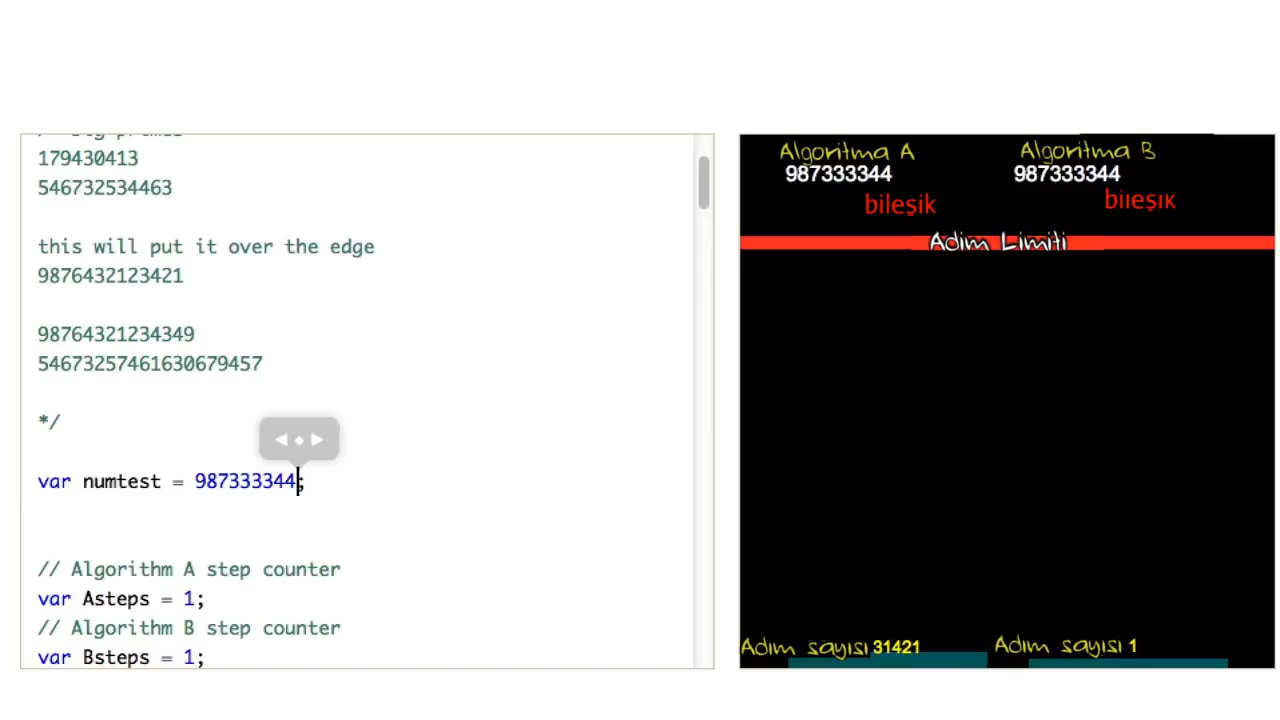 179430413
546732534463
this will put it over the edge
9876432123421
98764321234349
54673257461630679457
*/
var numtest = 987333344;
// Algorithm A step counter
var Asteps = 1;
// Algorithm B step counter
var Bsteps = 1;
Algoritma A
987333344
bileşik
Algoritma B
987333344
bileşik
Adım Limiti
Adım sayısı 31421
Adım sayısı 1